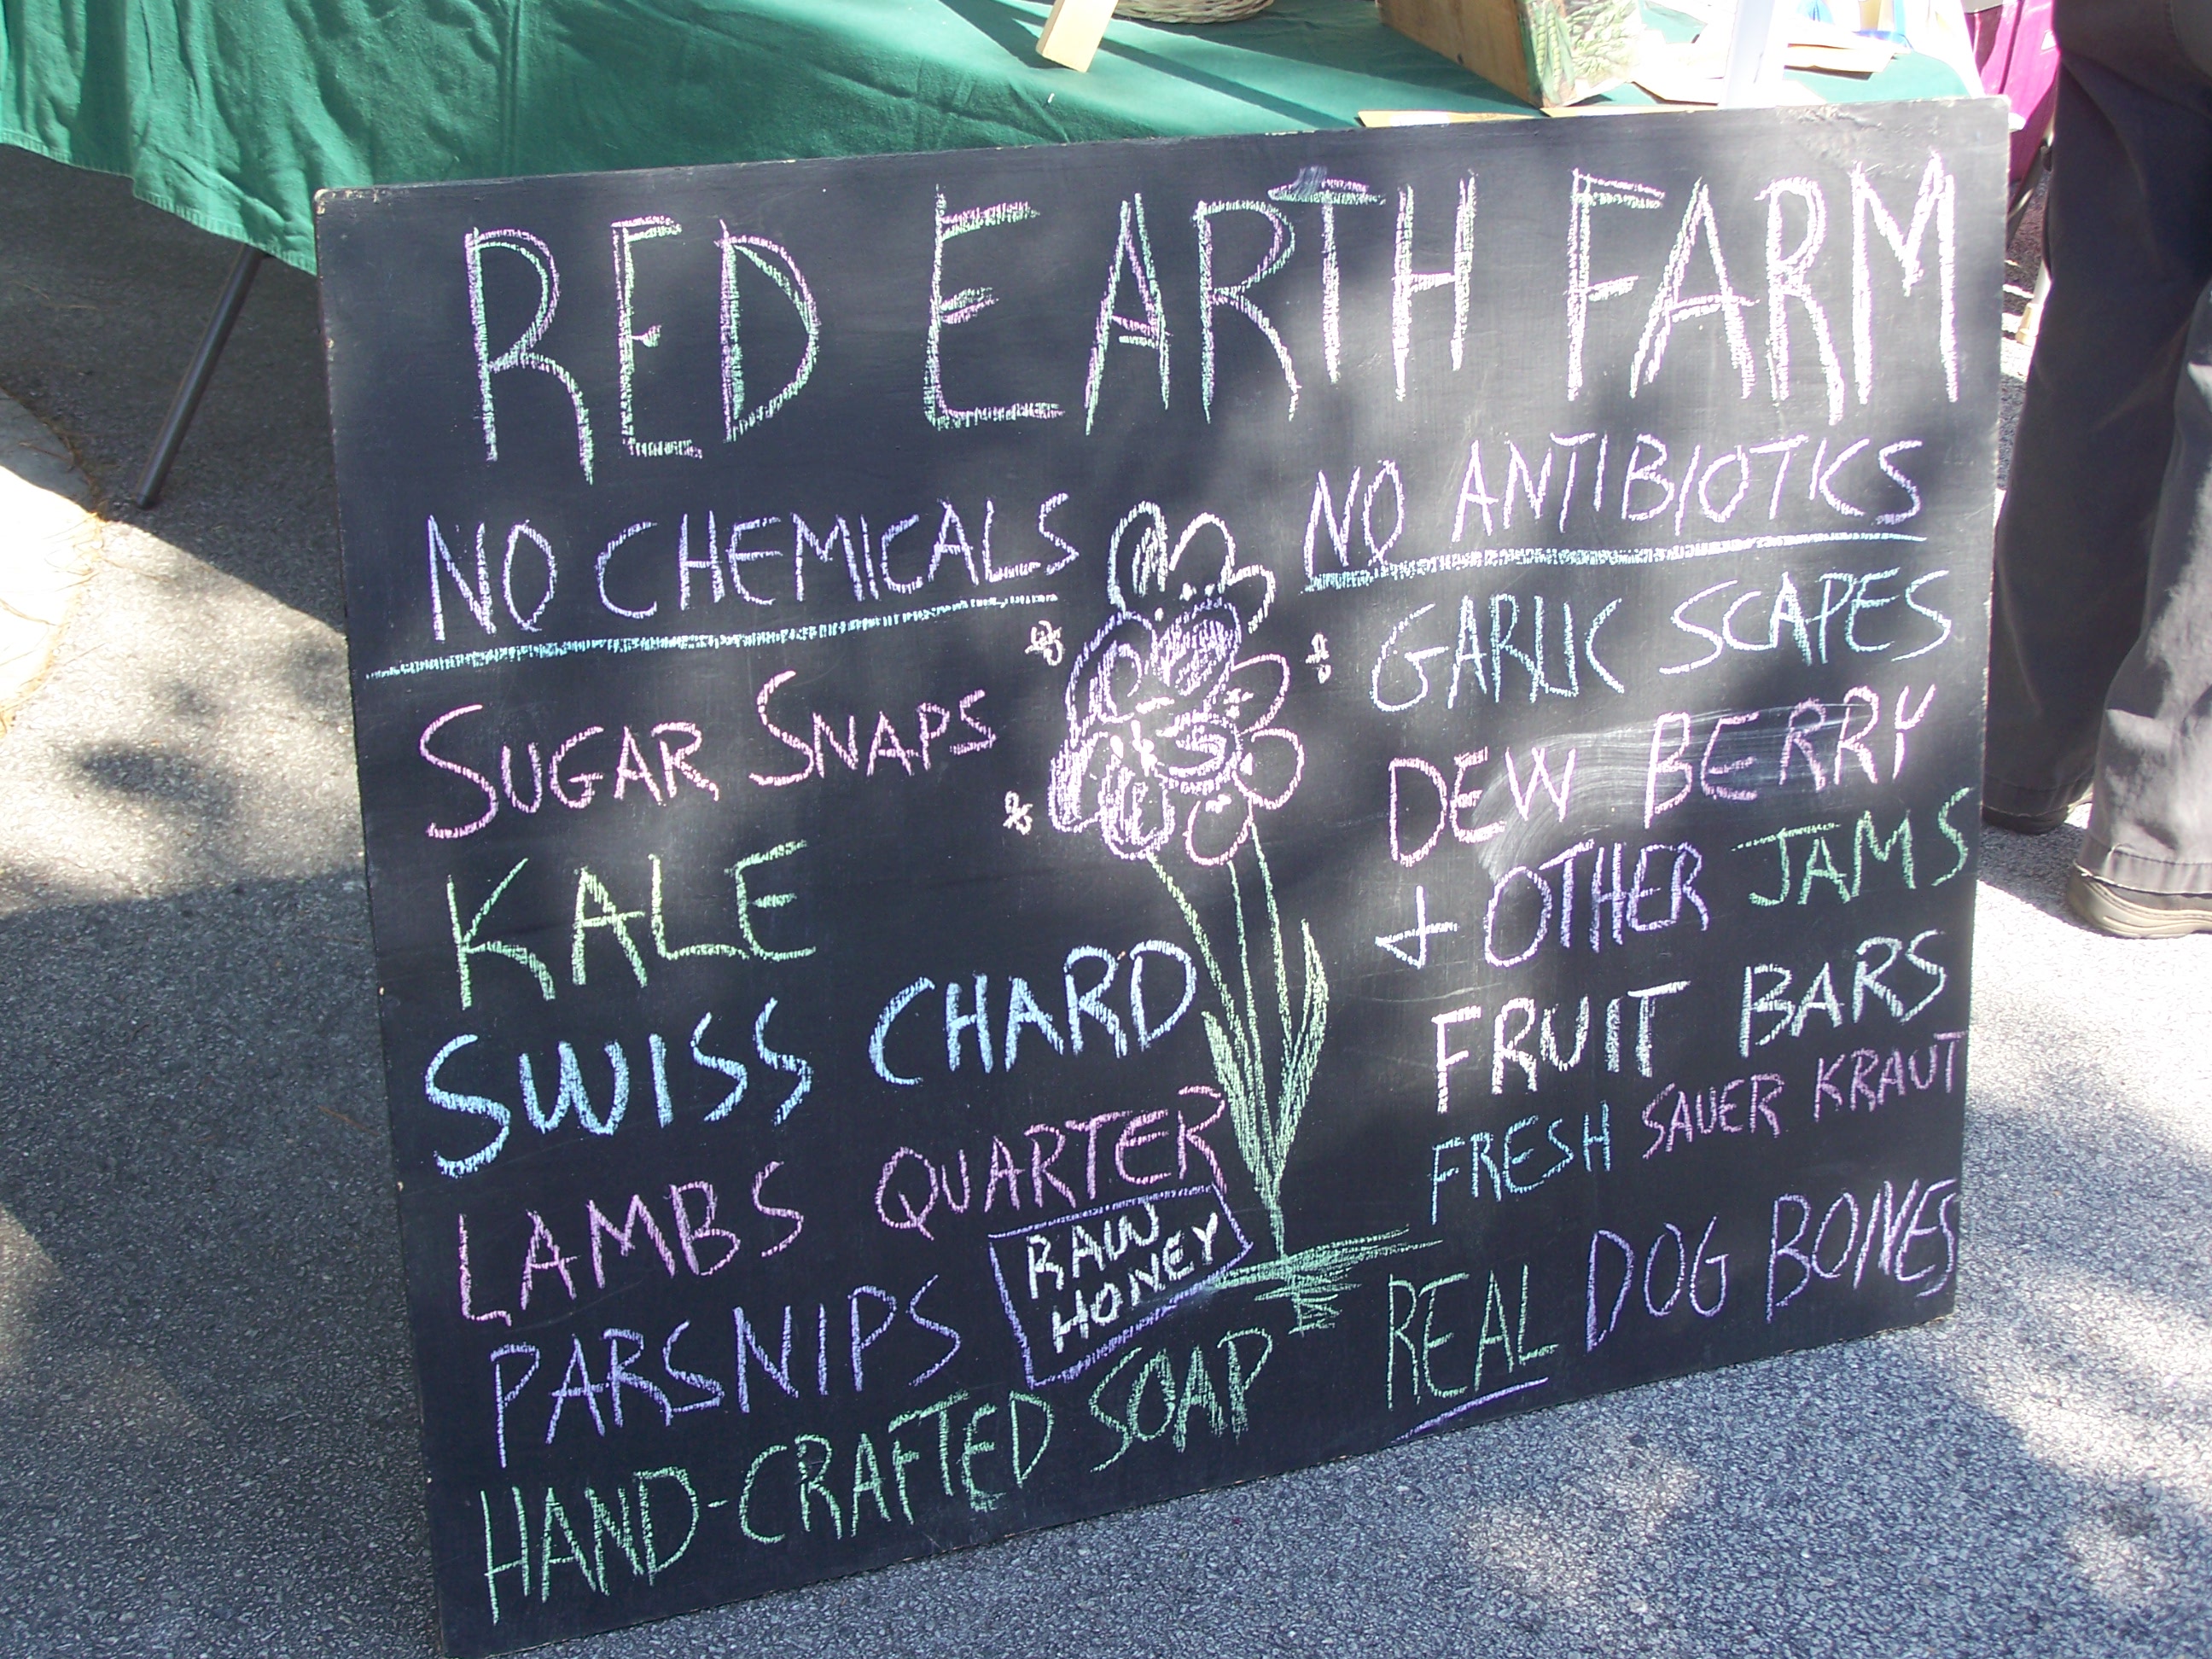 RED EARTH FARM
NO CHEMICALS
SUGAR SNAPS
KALE
SWISS CHARD
LAMBS QUARTER
PARSNIPS
RAW
HONEY
HAND-CRAFTED SOAP
NO ANTIBIOTICS
GARLIC SCAPES
DEW BERRY
+ OTHER JAMS
FRUIT BARS
FRESH SAUER KRAUT
REAL DOG BONES